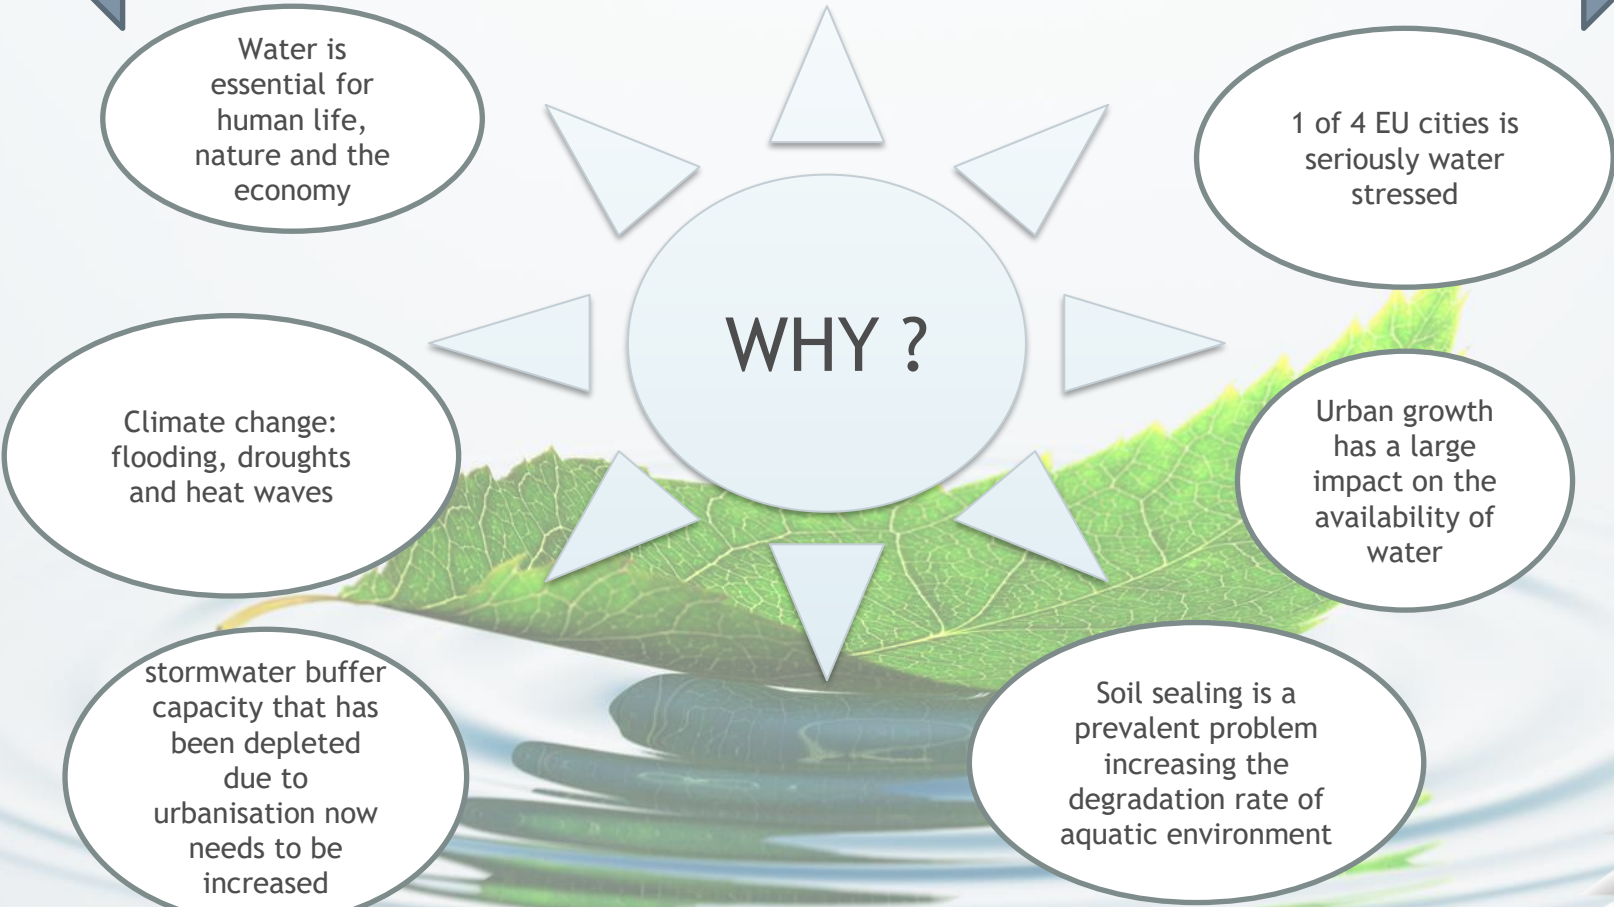 Water is
essential for
human life,
nature and the
economy
1 of 4 EU cities is
seriously water
stressed
WHY ?
Climate change:
flooding, droughts
and heat waves
Urban growth
has a large
impact on the
availability of
water
stormwater buffer
capacity that has
been depleted
due to
urbanisation now
needs to be
increased
Soil sealing is a
prevalent problem
increasing the
degradation rate of
aquatic environment